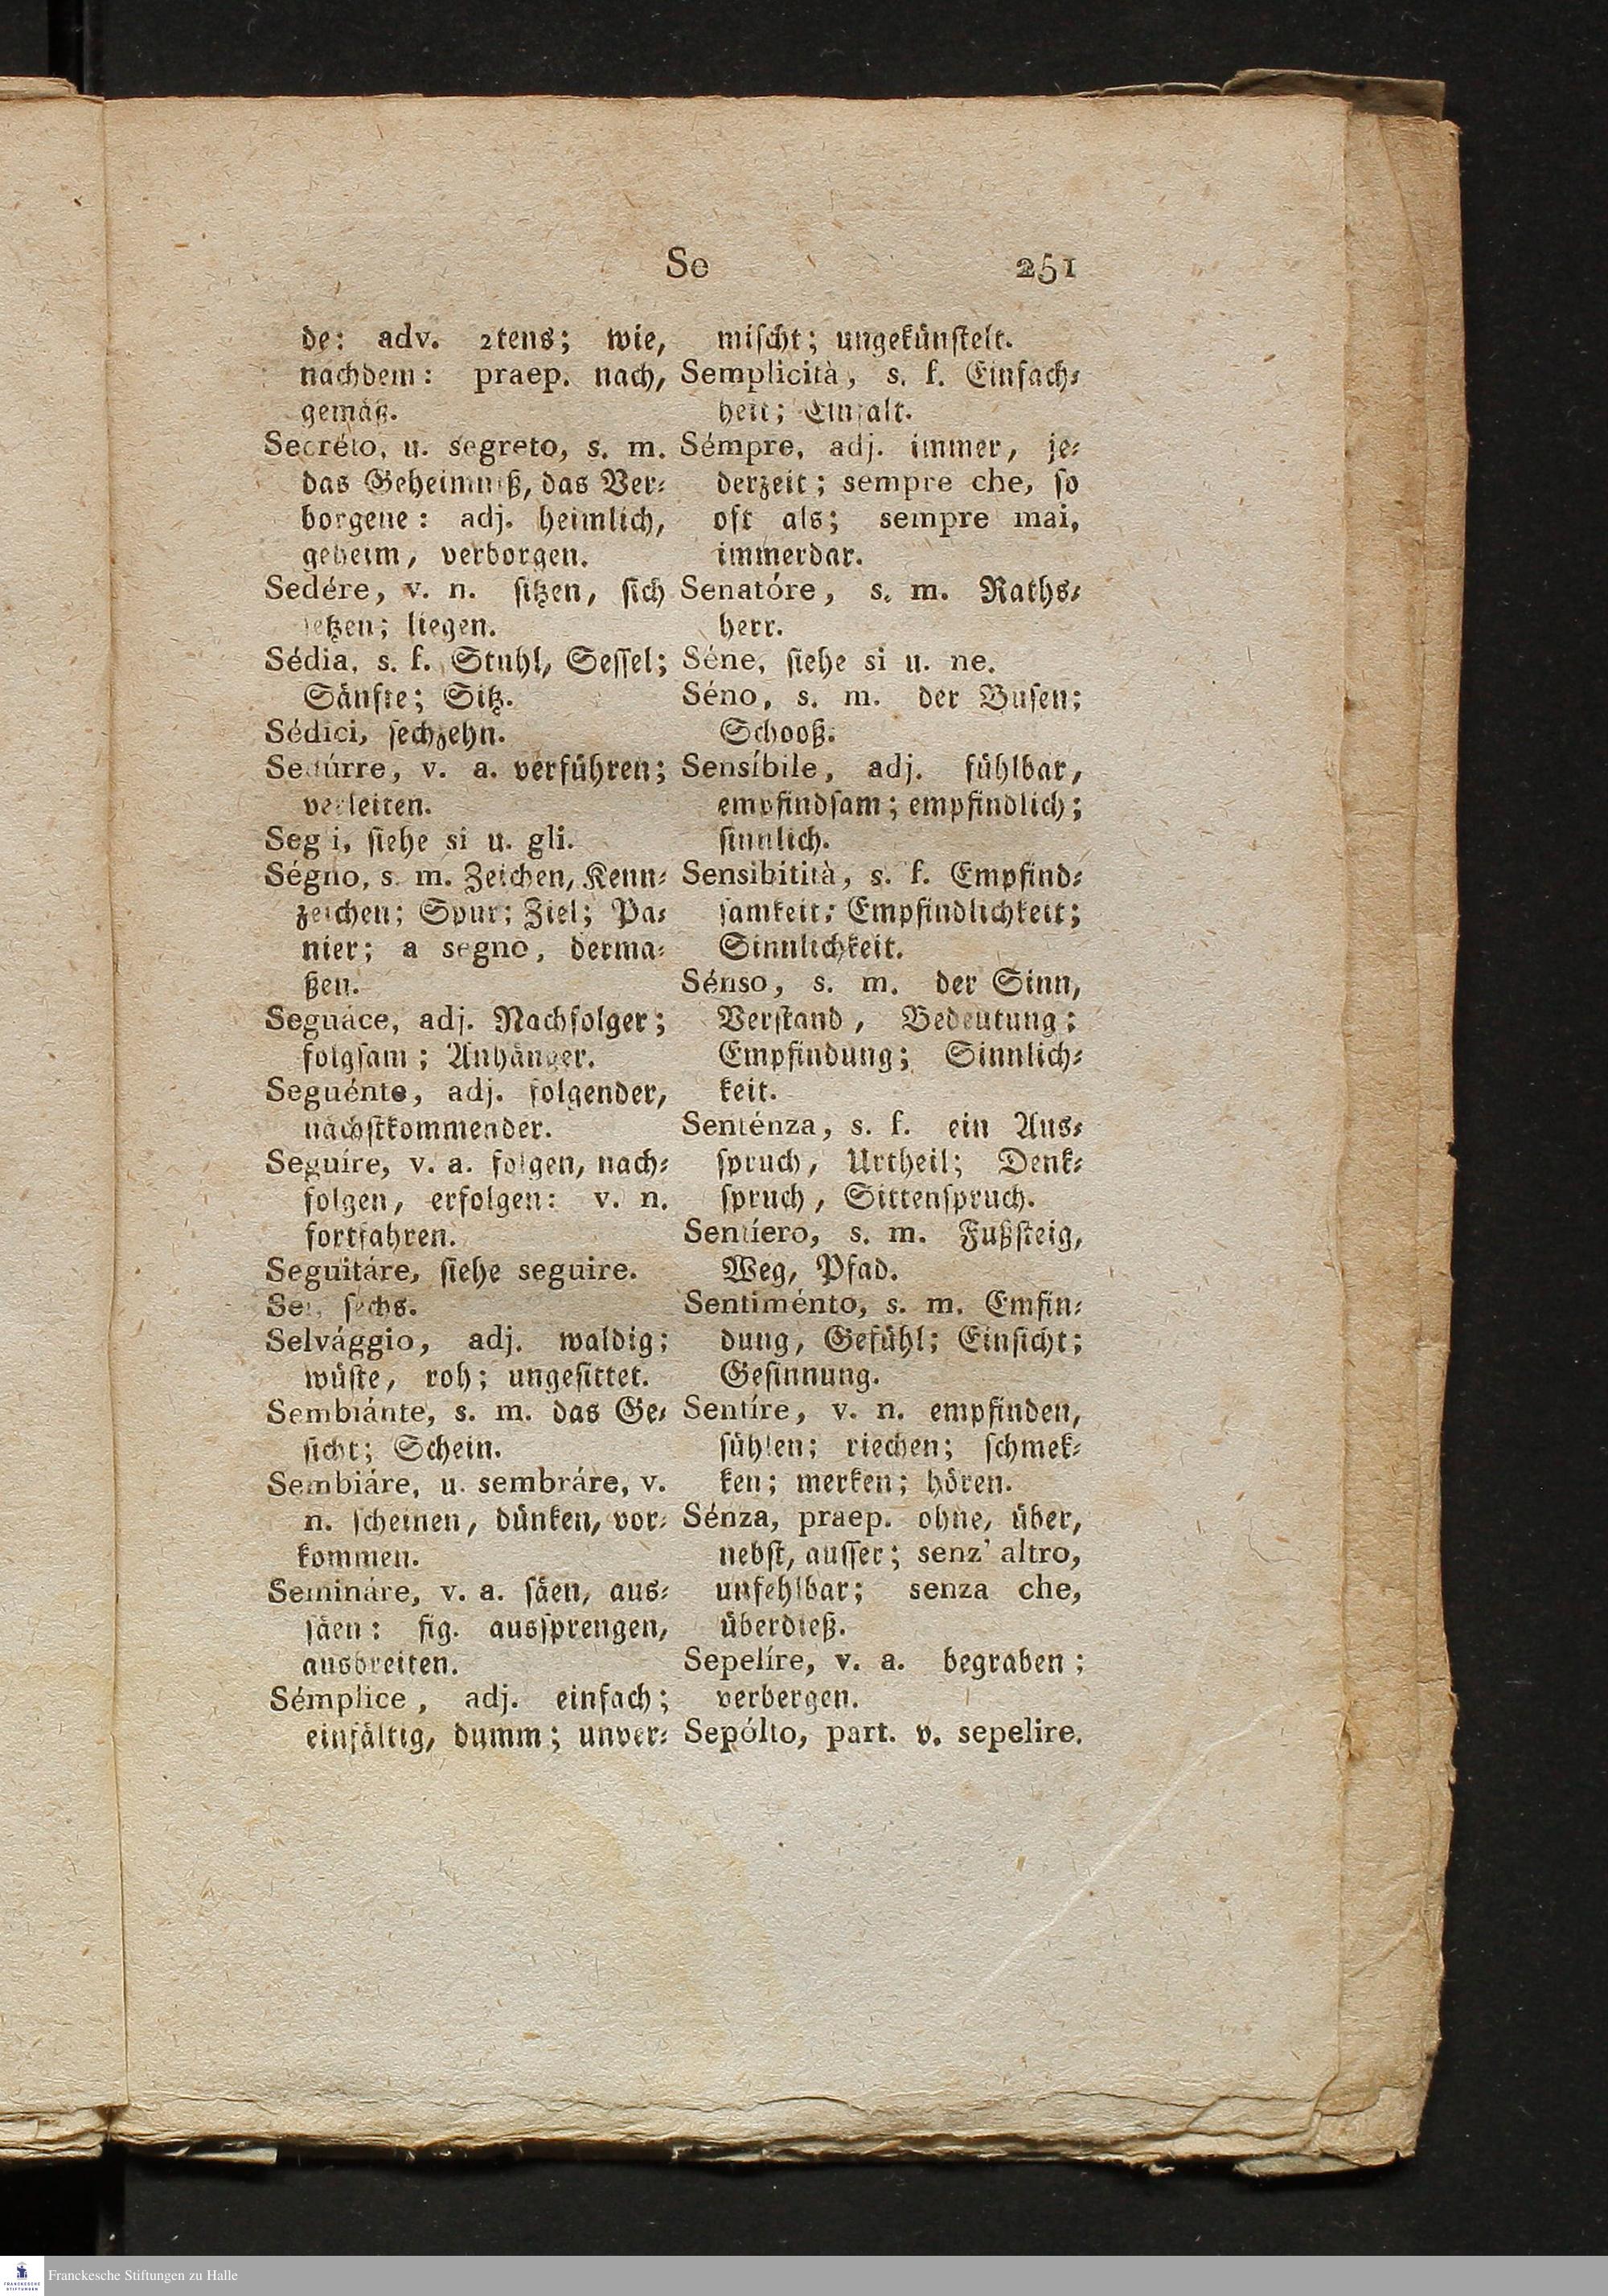 Se 251
de: adv. 2tens; wie,
nachdem: praep. nach,
gemäß.
Secréto, u. segreto, s. m.
das Geheimniß, das Ver⸗
borgene: adj. heimlich,
geheim, verborgen.
Sedére, v. n. ſitzen, ſich
ſetzen; liegen.
Sédia, s. f. Stuhl, Seſſel;
Sänfte; Sitz.
Sédici, ſechzehn.
Sedúrre, v. a. verführen;
verleiten.
Seg i, ſiehe si u. gli.
Ségno, s. m. Zeichen, Kenn⸗
zeichen; Spur; Ziel; Pa⸗
nier; a segno, derma⸗
ßen.
Seguáce, adj. Nachfolger;
folgſam; Anhänger.
Seguénte, adj. folgender,
nächſtkommender.
Seguíre, v. a. folgen, nach⸗
folgen, erfolgen: v. n.
fortfahren.
Seguitáre, ſiehe seguire.
Sei, ſechs.
Selvággio, adj. waldig;
wüſte, roh; ungeſittet.
Sembiánte, s. m. das Ge⸗
ſicht; Schein.
Sembiáre, u. sembráre, v.
n. ſcheinen, dünken, vor⸗
kommen.
Semináre, v. a. ſäen, aus⸗
ſäen: fig. ausſprengen,
ausbreiten.
Sémplice, adj. einfach;
einfältig, dumm; unver⸗
miſcht; ungekünſtelt.
Semplicità, s. f. Einfach⸗
heit; Einfalt.
Sémpre, adj. immer, je⸗
derzeit; sempre che, ſo
oft als; sempre mai,
immerdar.
Senatóre, s. m. Raths⸗
herr.
Séne, ſiehe si u. ne.
Séno, s. m. der Buſen;
Schooß.
Sensíbile, adj. fühlbar,
empfindſam; empfindlich;
ſinnlich.
Sensibitità, s. f. Empfind⸗
ſamkeit; Empfindlichkeit;
Sinnlichkeit.
Sénso, s. m. der Sinn,
Verſtand, Bedeutung;
Empfindung; Sinnlich⸗
keit.
Senténza, s. f. ein Aus⸗
ſpruch, Urtheil; Denk⸗
ſpruch, Sittenſpruch.
Sentíero, s. m. Fußſteig,
Weg, Pfad.
Sentiménto, s. m. Emfin⸗
dung, Gefühl; Einſicht;
Geſinnung.
Sentíre, v. n. empfinden,
fühlen; riechen; ſchmek⸗
ken; merken; hören.
Sénza, praep. ohne, über,
nebſt, auſſer; senz' altro,
unfehlbar; senza che,
überdieß.
Sepelíre, v. a. begraben;
verbergen.
Sepólto, part. v. sepelire.
FRANCKESCHE
STIFTUNGEN
Franckesche Stiftungen zu Halle